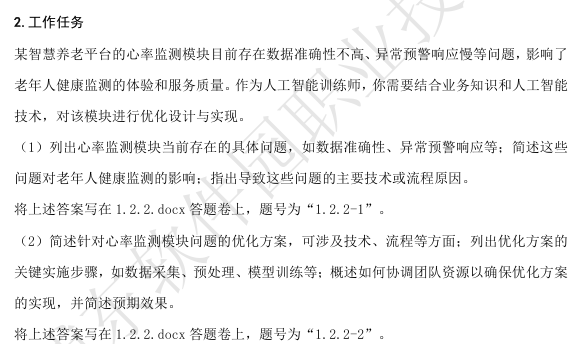 2. 工作任务
某智慧养老平台的心率监测模块目前存在数据准确性不高、异常预警响应慢等问题，影响了
老年人健康监测的体验和服务质量。作为人工智能训练师，你需要结合业务知识和人工智能
技术，对该模块进行优化设计与实现。
（1）列出心率监测模块当前存在的具体问题，如数据准确性、异常预警响应等；简述这些
问题对老年人健康监测的影响；指出导致这些问题的主要技术或流程原因。
将上述答案写在 1.2.2.docx 答题卷上，题号为“1.2.2-1”。
（2）简述针对心率监测模块问题的优化方案，可涉及技术、流程等方面；列出优化方案的
关键实施步骤，如数据采集、预处理、模型训练等；概述如何协调团队资源以确保优化方案
的实现，并简述预期效果。
将上述答案写在 1.2.2.docx 答题卷上，题号为“1.2.2-2”。